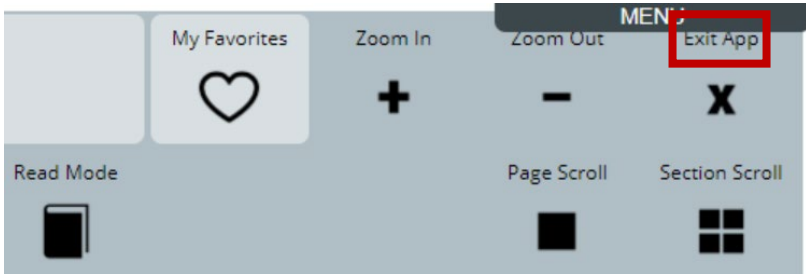 MENU
My Favorites Zoom In Zoom Out Exit App
+ - x
Read Mode Page Scroll Section Scroll